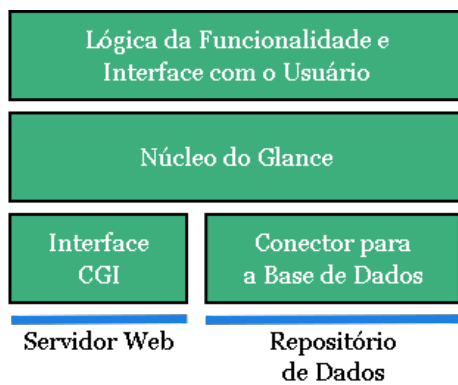 Lógica da Funcionalidade e
Interface com o Usuário
Núcleo do Glance
Interface
CGI
Conector para
a Base de Dados
Servidor Web
Repositório
de Dados